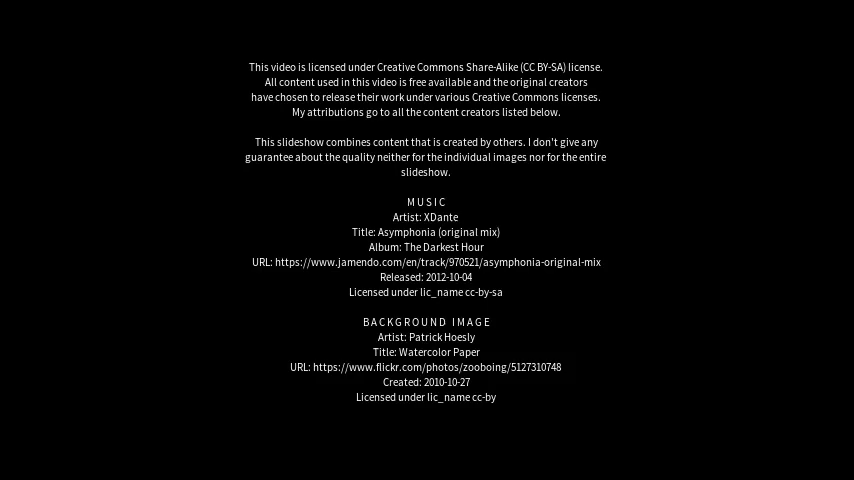 This video is licensed under Creative Commons Share-Alike (CC BY-SA) license.
All content used in this video is free available and the original creators
have chosen to release their work under various Creative Commons licenses.
My attributions go to all the content creators listed below.
This slideshow combines content that is created by others. I don't give any
guarantee about the quality neither for the individual images nor for the entire
slideshow.
MUSIC
Artist: XDante
Title: Asymphonia (original mix)
Album: The Darkest Hour
URL: https://www.jamendo.com/en/track/970521/asymphonia-original-mix
Released: 2012-10-04
Licensed under lic_name cc-by-sa
BACKGROUND IMAGE
Artist: Patrick Hoesly
Title: Watercolor Paper
URL: https://www.flickr.com/photos/zooboing/5127310748
Created: 2010-10-27
Licensed under lic_name cc-by